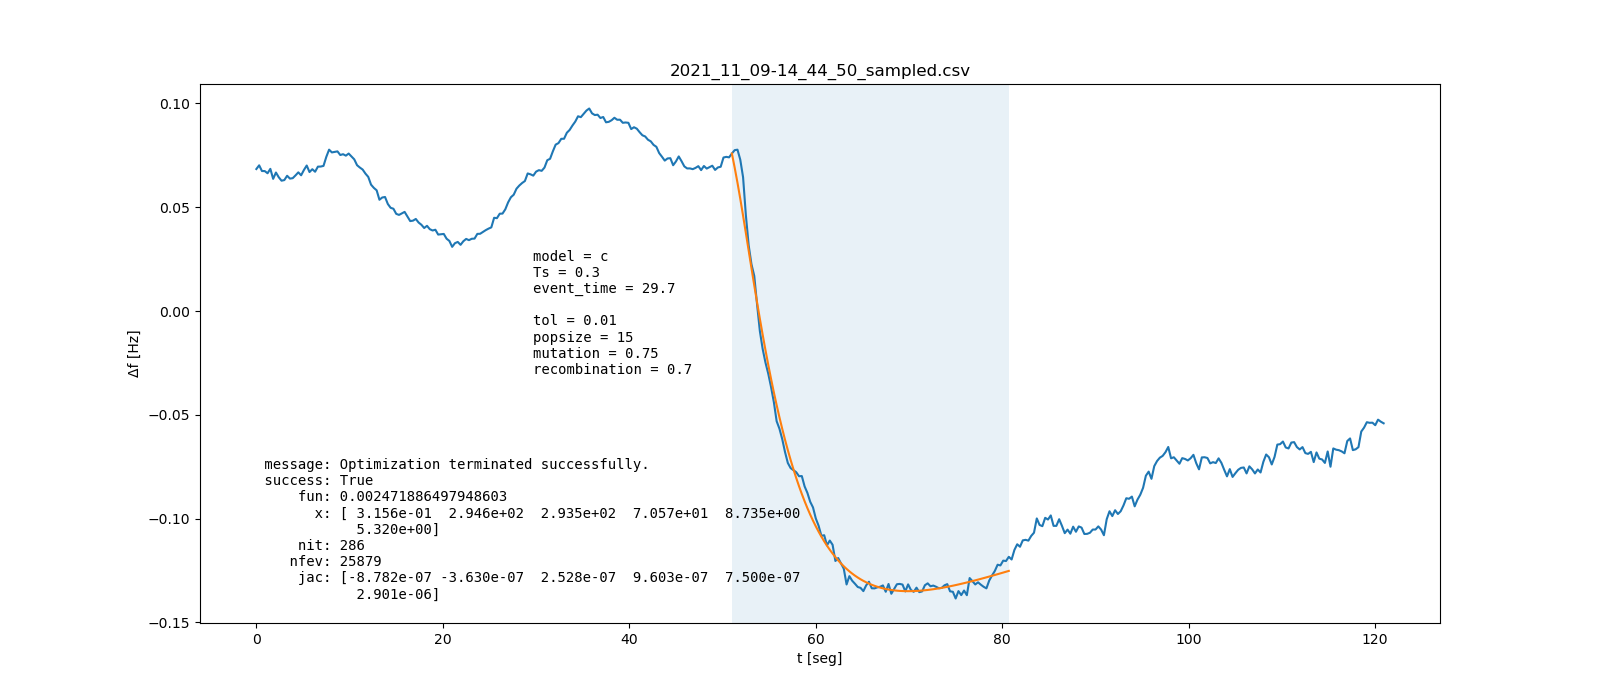 2021_11_09-14_44_50_sampled.csv
0.10
0.05
0.00
−0.05
−0.10
−0.15
Δf [Hz]
model = c
Ts = 0.3
event_time = 29.7
tol = 0.01
popsize = 15
mutation = 0.75
recombination = 0.7
message: Optimization terminated successfully.
success: True
fun: 0.002471886497948603
x: [ 3.156e-01  2.946e+02  2.935e+02  7.057e+01  8.735e+00
5.320e+00]
nit: 286
nfev: 25879
jac: [-8.782e-07 -3.630e-07  2.528e-07  9.603e-07  7.500e-07
2.901e-06]
0 20 40 60 80 100 120
t [seg]